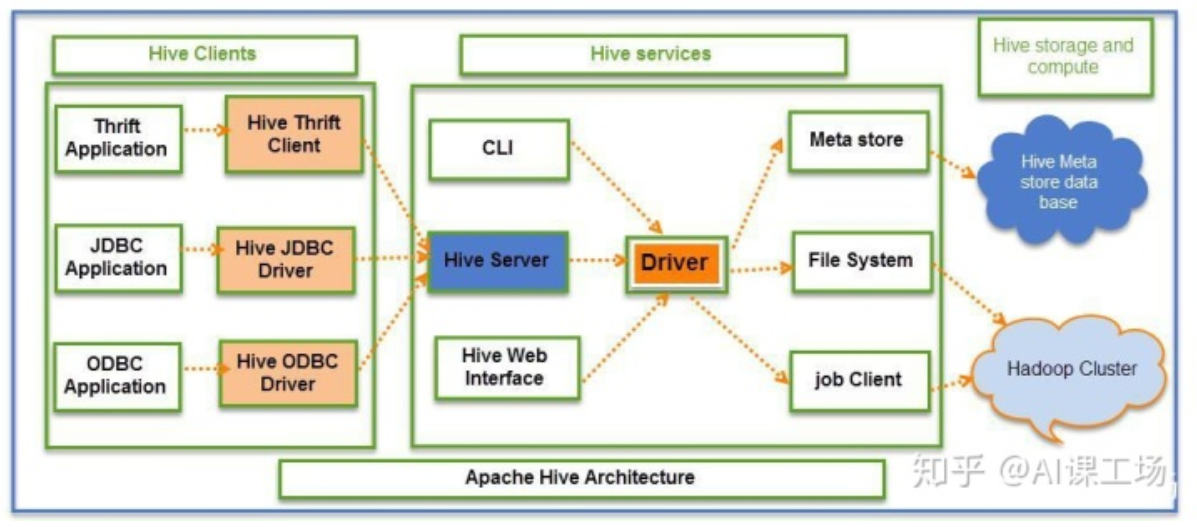 Hive Clients
Hive services
Hive storage and
compute
Thrift
Application
Hive Thrift
Client
CLI
Meta store
Hive Meta
store data
base
JDBC
Application
Hive JDBC
Driver
Hive Server
Driver
File System
ODBC
Application
Hive ODBC
Driver
Hive Web
Interface
job Client
Hadoop Cluster
Apache Hive Architecture
知乎 @AI课工场